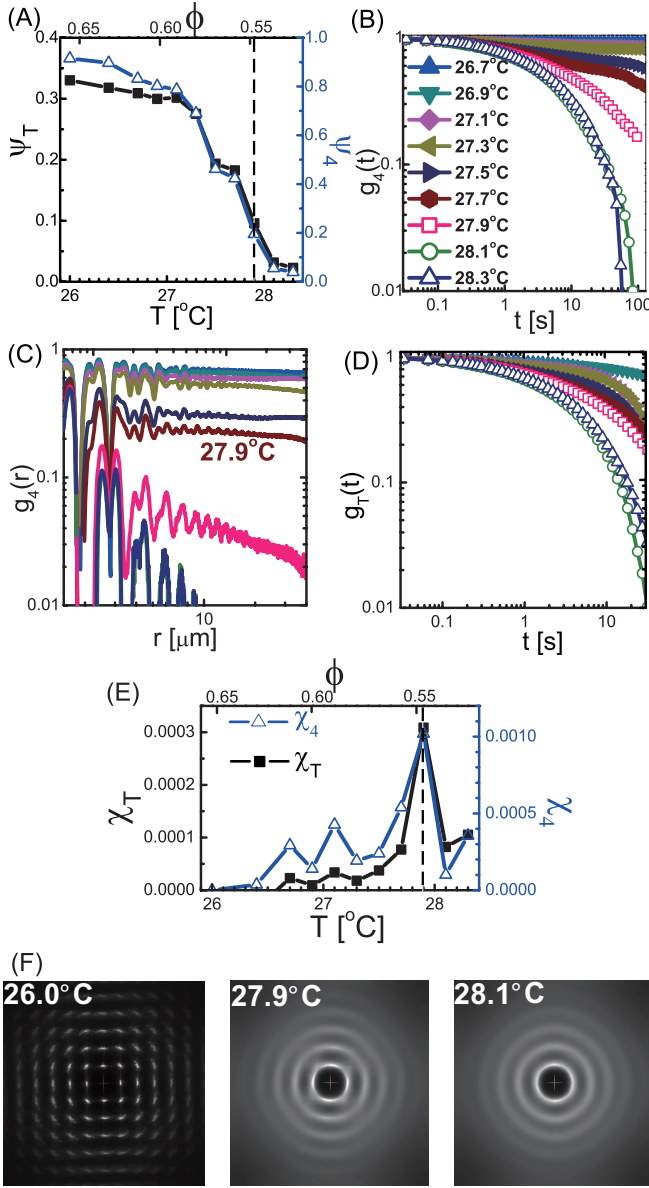 (A)
ϕ
0.65 0.60 0.55
0.4
0.3
0.2
0.1
0.0
ψT
1.0
0.8
0.6
0.4
0.2
0.0
ψ4
26 27 28
T [°C]
(B)
1
0.1
0.01
g4(t)
26.7°C
26.9°C
27.1°C
27.3°C
27.5°C
27.7°C
27.9°C
28.1°C
28.3°C
0.1 1 10 100
t [s]
(C)
1
0.1
0.01
g4(r)
27.9°C
10
r [μm]
(D)
1
0.1
0.01
gT(t)
0.1 1 10
t [s]
(E)
ϕ
0.65 0.60 0.55
0.0003
0.0002
0.0001
0.0000
χT
χ4
χT
0.0010
0.0005
0.0000
χ4
26 27 28
T [°C]
(F)
26.0°C 27.9°C 28.1°C